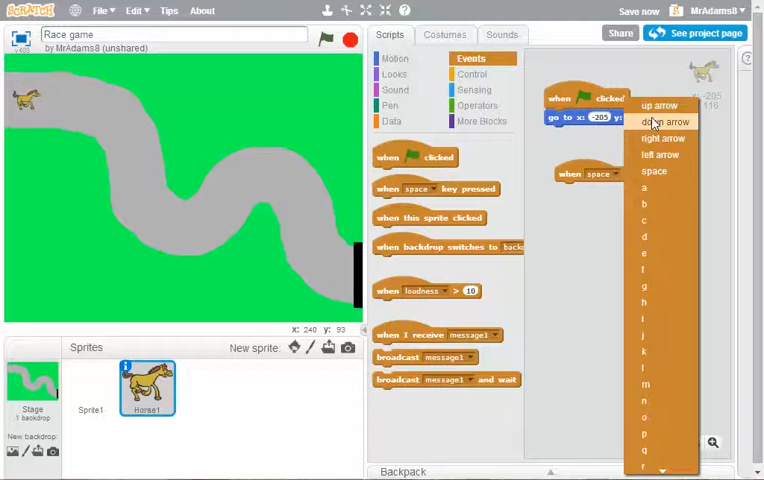 SCRATCH File Edit Tips About Save now MrAdams8
Race game
by MrAdams8 (unshared)
v403
Scripts Costumes Sounds Share See project page
Motion Events
Looks Control
Sound Sensing
Pen Operators
Data More Blocks
when clicked
when space key pressed
when this sprite clicked
when backdrop switches to
when loudness > 10
when I receive message1
broadcast message1
broadcast message1 and wait
when clicked
go to x: -205 y:
when space
up arrow
down arrow
right arrow
left arrow
space
a
b
c
d
e
f
g
h
i
j
k
l
m
n
o
p
q
r
x: 240 y: 93
Sprites New sprite:
Stage
1 backdrop
New backdrop:
Sprite1
Horse1
Backpack